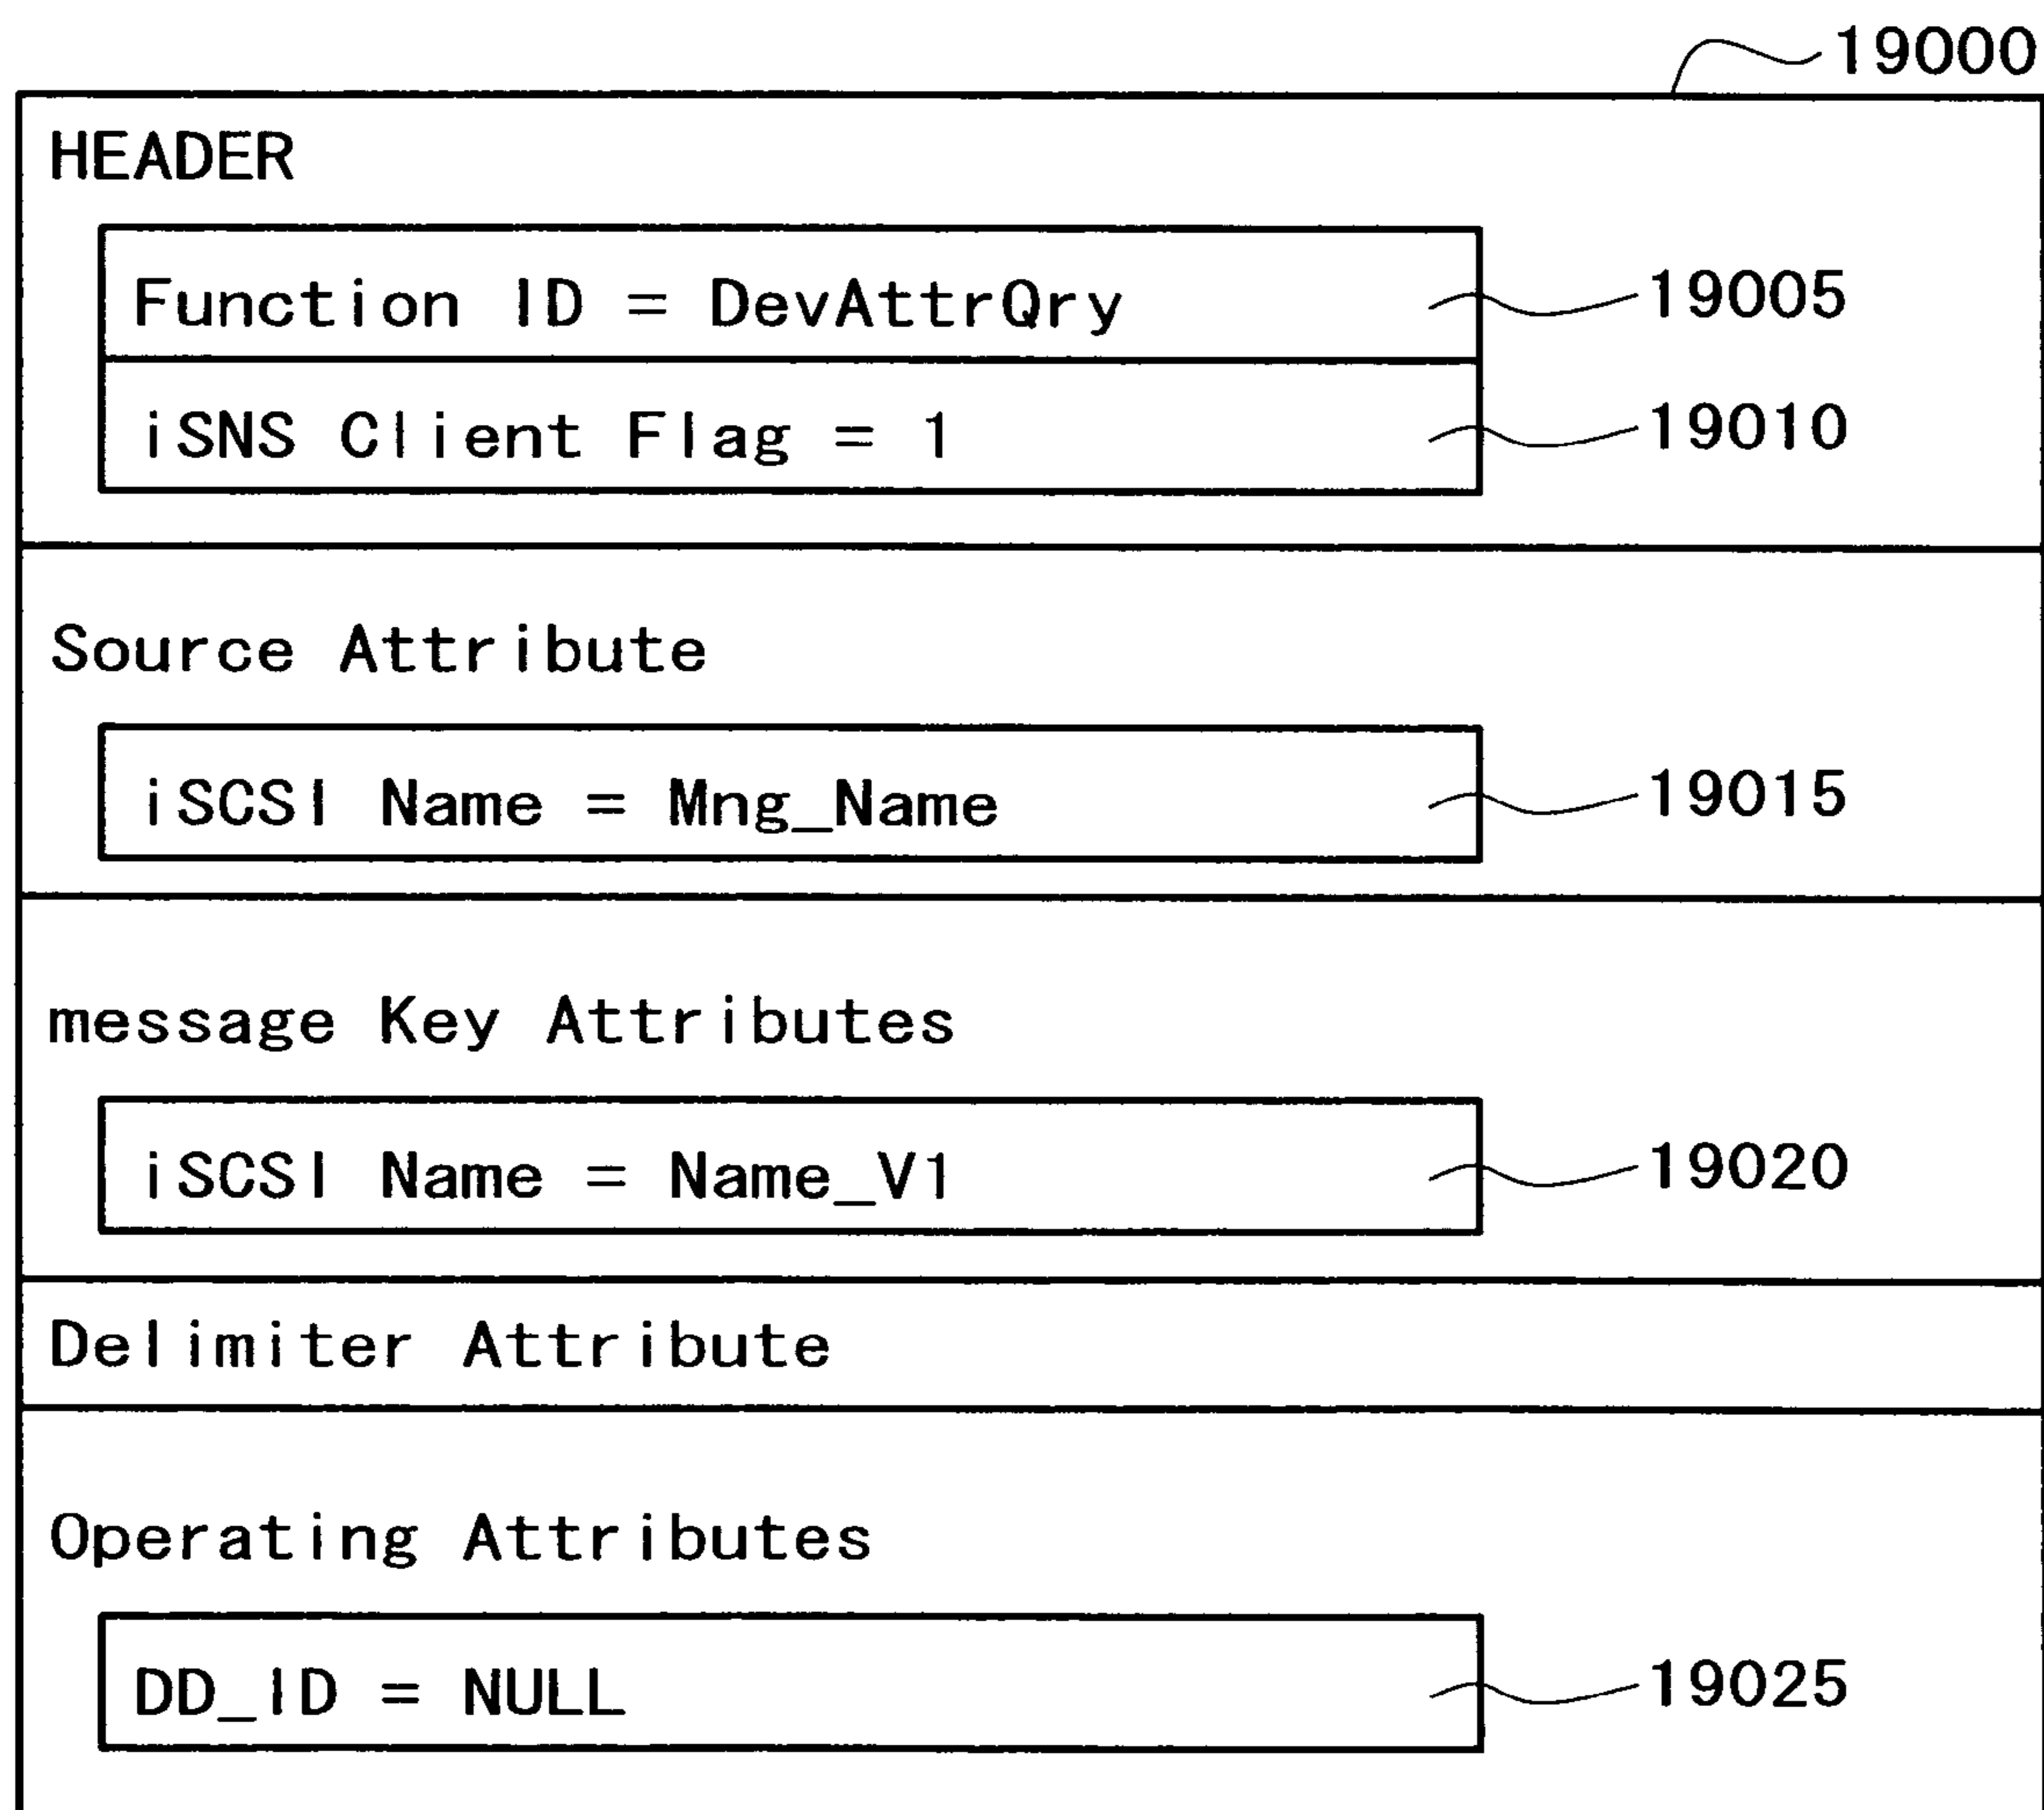 19000
HEADER
Function ID = DevAttrQry 19005
iSNS Client Flag = 1 19010
Source Attribute
iSCSI Name = Mng_Name 19015
message Key Attributes
iSCSI Name = Name_V1 19020
Delimiter Attribute
Operating Attributes
DD_ID = NULL 19025